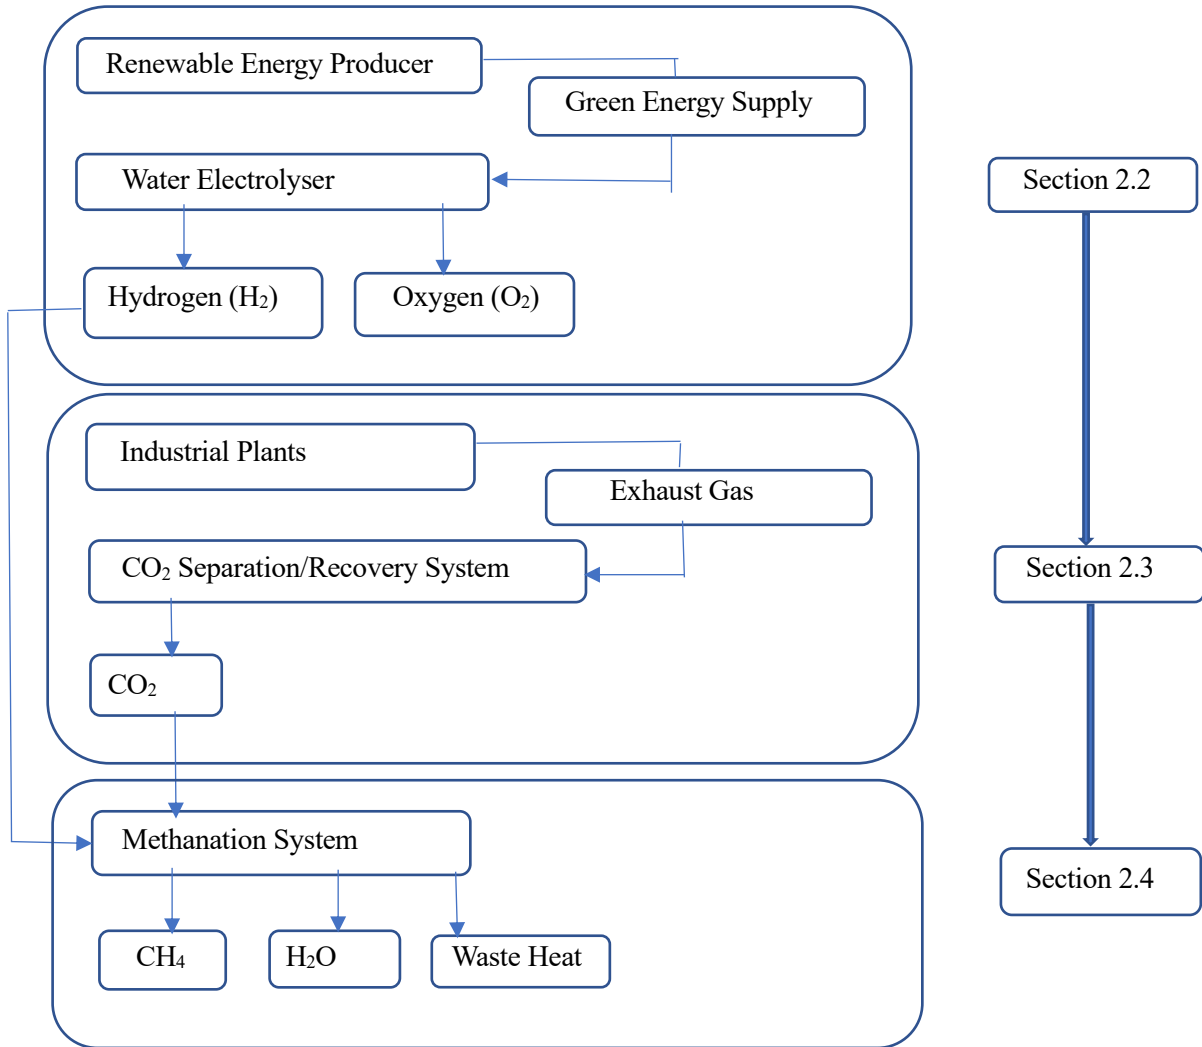 Renewable Energy Producer
Green Energy Supply
Water Electrolyser
Section 2.2
Hydrogen (H₂)
Oxygen (O₂)
Industrial Plants
Exhaust Gas
CO₂ Separation/Recovery System
Section 2.3
CO₂
Methanation System
Section 2.4
CH₄
H₂O
Waste Heat